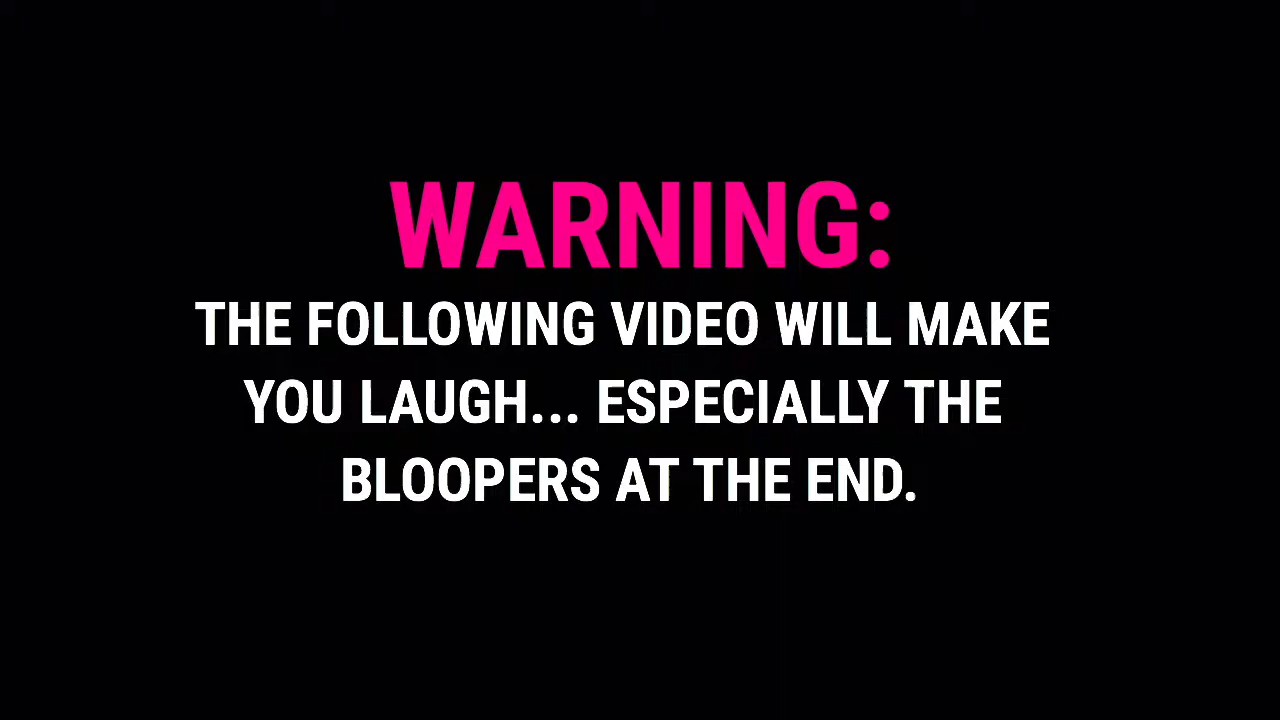 WARNING:
THE FOLLOWING VIDEO WILL MAKE
YOU LAUGH... ESPECIALLY THE
BLOOPERS AT THE END.